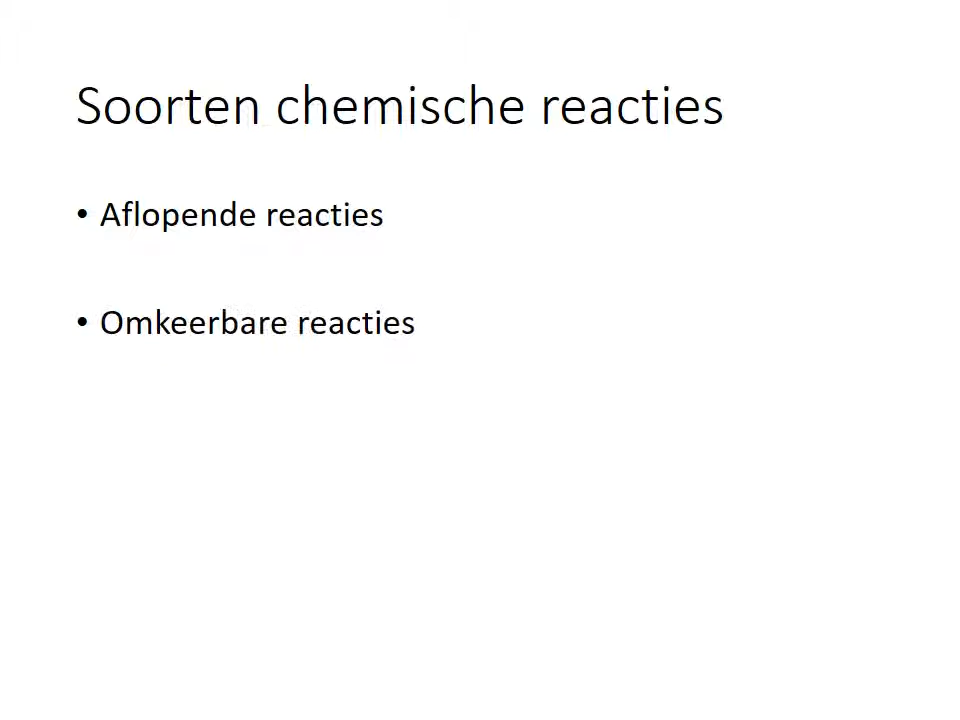 Soorten chemische reacties
• Aflopende reacties
• Omkeerbare reacties